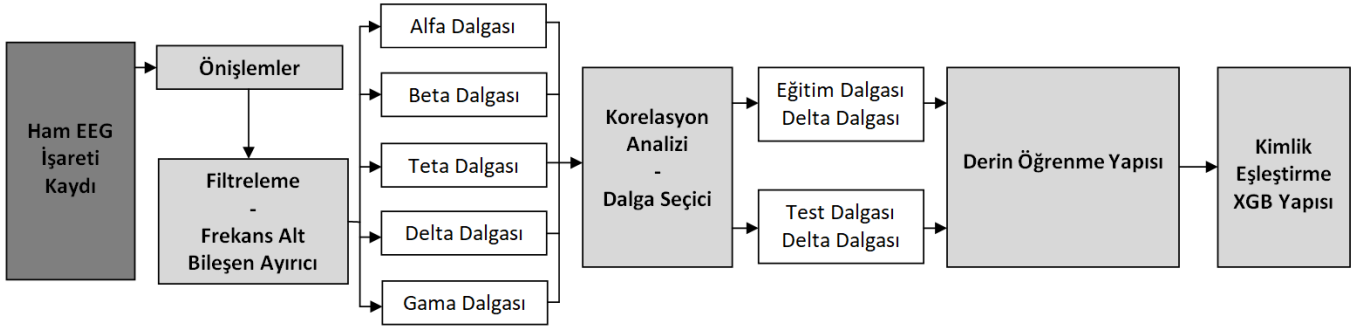 Ham EEG
İşareti
Kaydı
Önişlemler
Filtreleme
-
Frekans Alt
Bileşen Ayırıcı
Alfa Dalgası
Beta Dalgası
Teta Dalgası
Delta Dalgası
Gama Dalgası
Korelasyon
Analizi
-
Dalga Seçici
Eğitim Dalgası
Delta Dalgası
Test Dalgası
Delta Dalgası
Derin Öğrenme Yapısı
Kimlik
Eşleştirme
XGB Yapısı